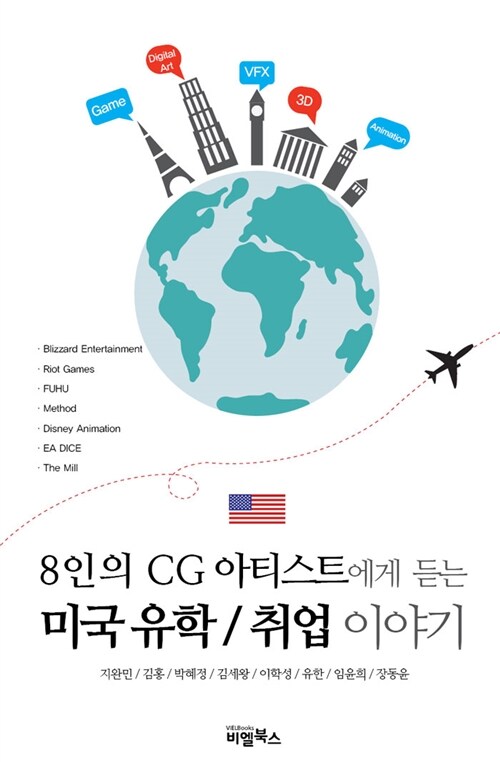 Digital
Art
VFX
Game
3D
Animation
· Blizzard Entertainment
· Riot Games
· FUHU
· Method
· Disney Animation
· EA DICE
· The Mill
8인의 CG 아티스트에게 듣는
미국 유학 / 취업 이야기
지완민 / 김홍 / 박혜정 / 김세왕 / 이학성 / 유한 / 임윤희 / 장동윤
VIELBooks
비엘북스